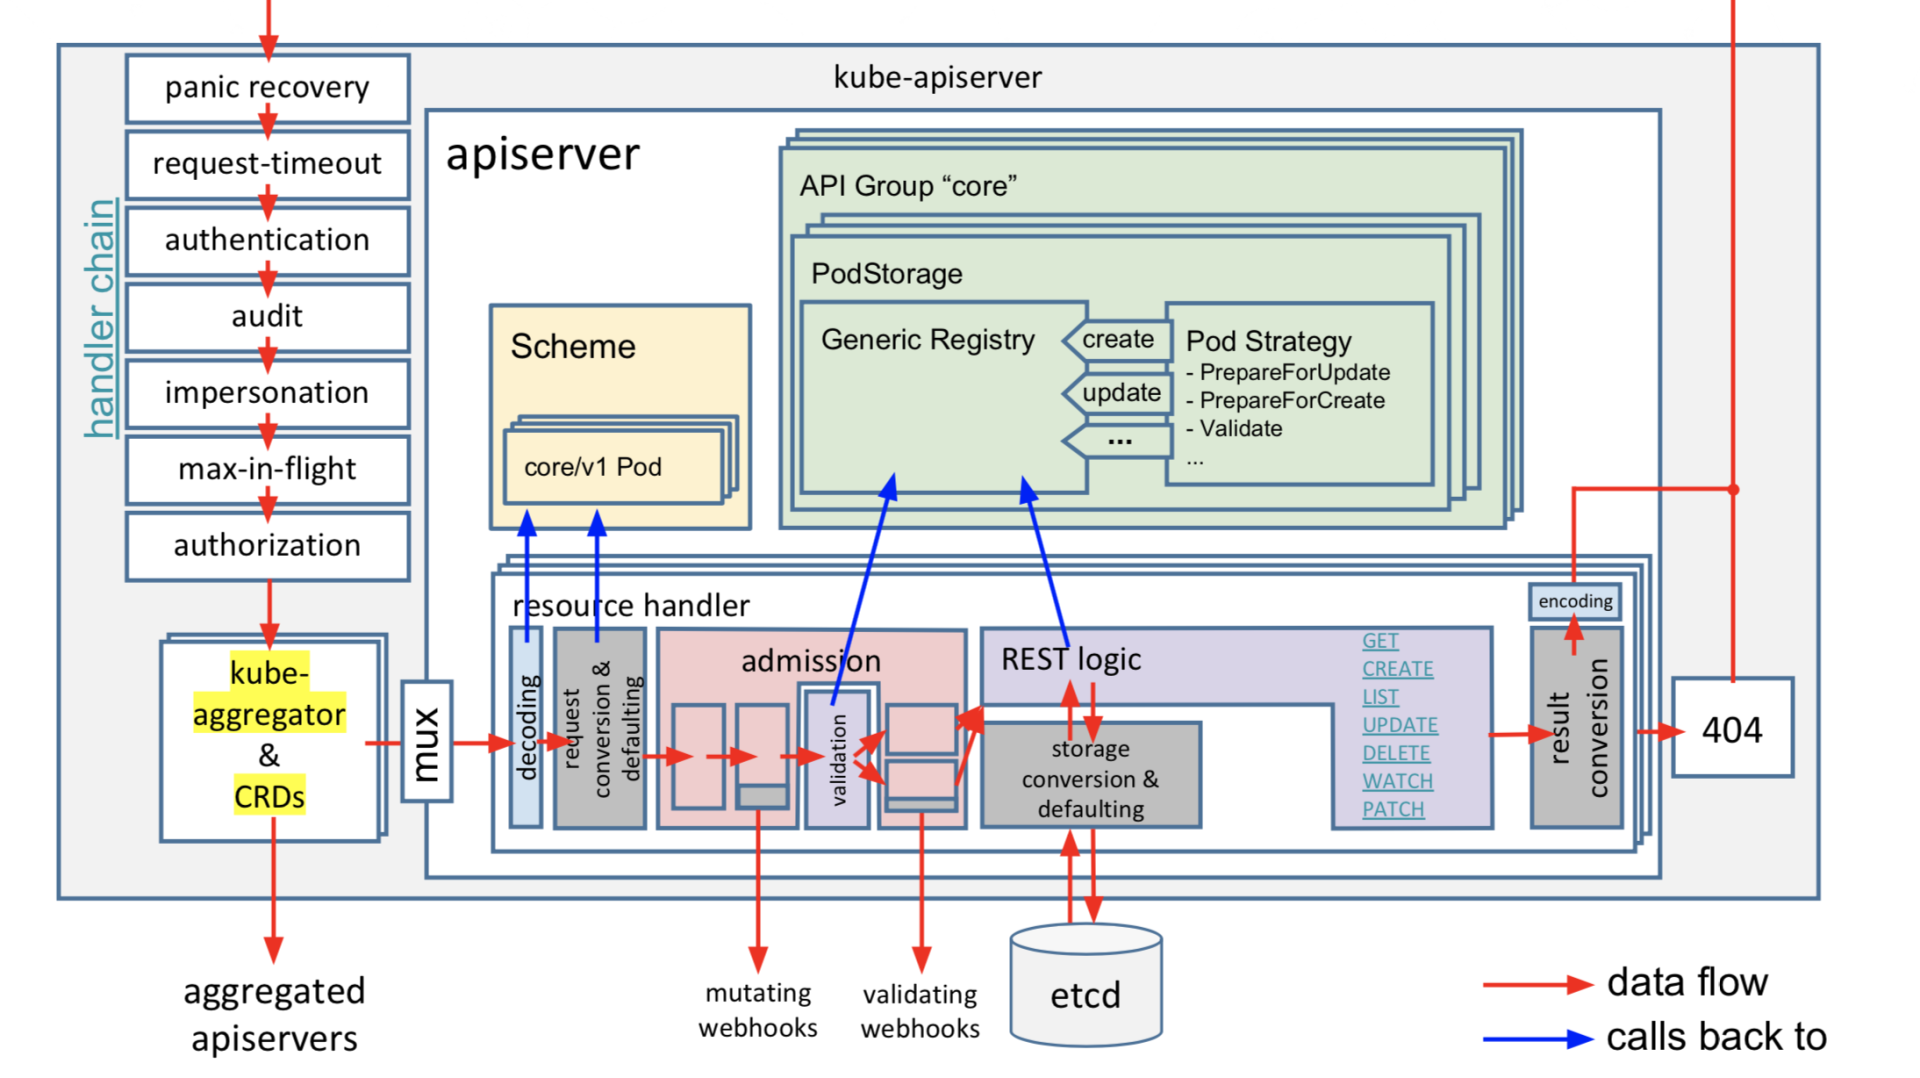 kube-apiserver
handler chain
panic recovery
request-timeout
authentication
audit
impersonation
max-in-flight
authorization
kube-
aggregator
&
CRDs
aggregated
apiservers
mux
apiserver
Scheme
core/v1 Pod
API Group “core”
PodStorage
Generic Registry
create
update
...
Pod Strategy
- PrepareForUpdate
- PrepareForCreate
- Validate
...
resource handler
decoding
request
conversion &
defaulting
admission
validation
mutating
webhooks
validating
webhooks
REST logic
storage
conversion &
defaulting
GET
CREATE
LIST
UPDATE
DELETE
WATCH
PATCH
etcd
encoding
result
conversion
404
data flow
calls back to